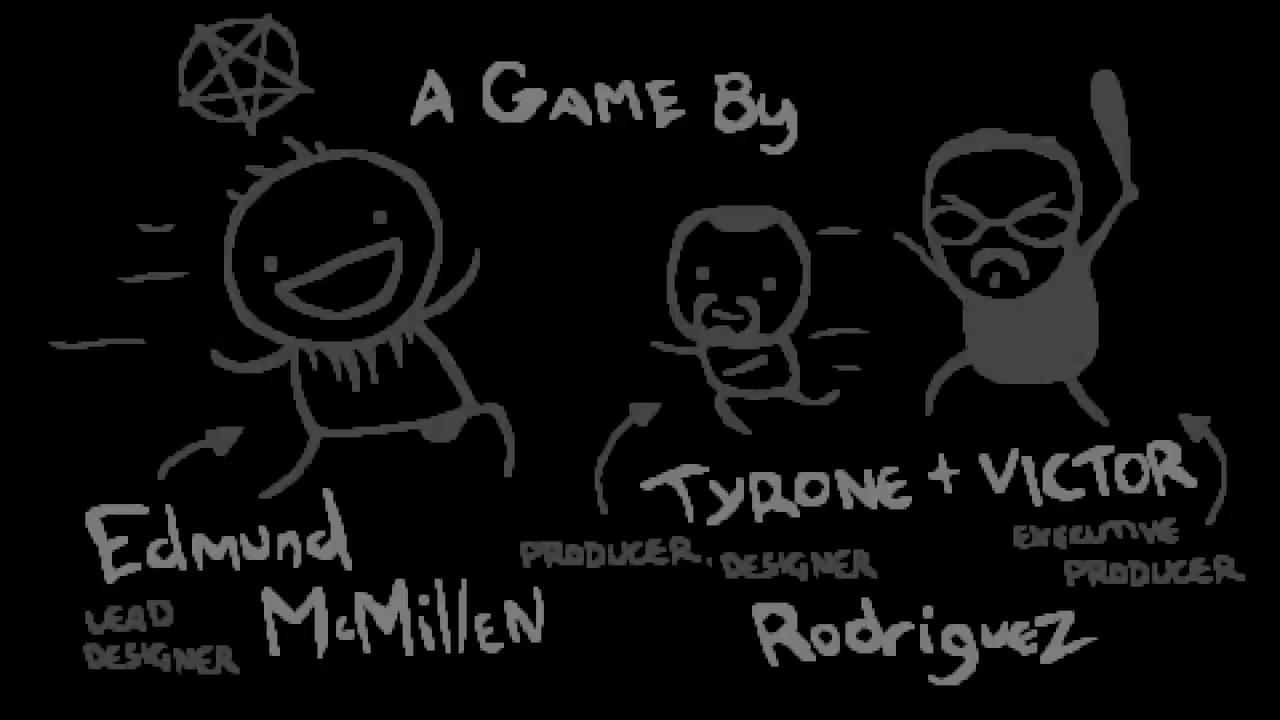 A GAME By
Edmund
McMillEN
LEAD
DESIGNER
TYRONE + VICTOR
PRODUCER, DESIGNER
EXECUTIVE
PRODUCER
RodriguEZ